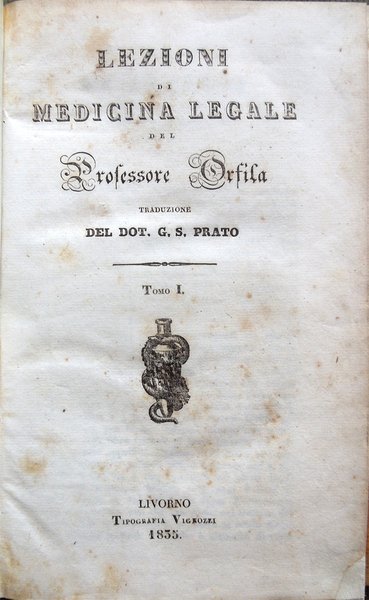 LEZIONI
DI
MEDICINA LEGALE
DEL
Professore Orfila
TRADUZIONE
DEL DOT. G. S. PRATO
Tomo I.
LIVORNO
Tipografia Vignozzi
1835.